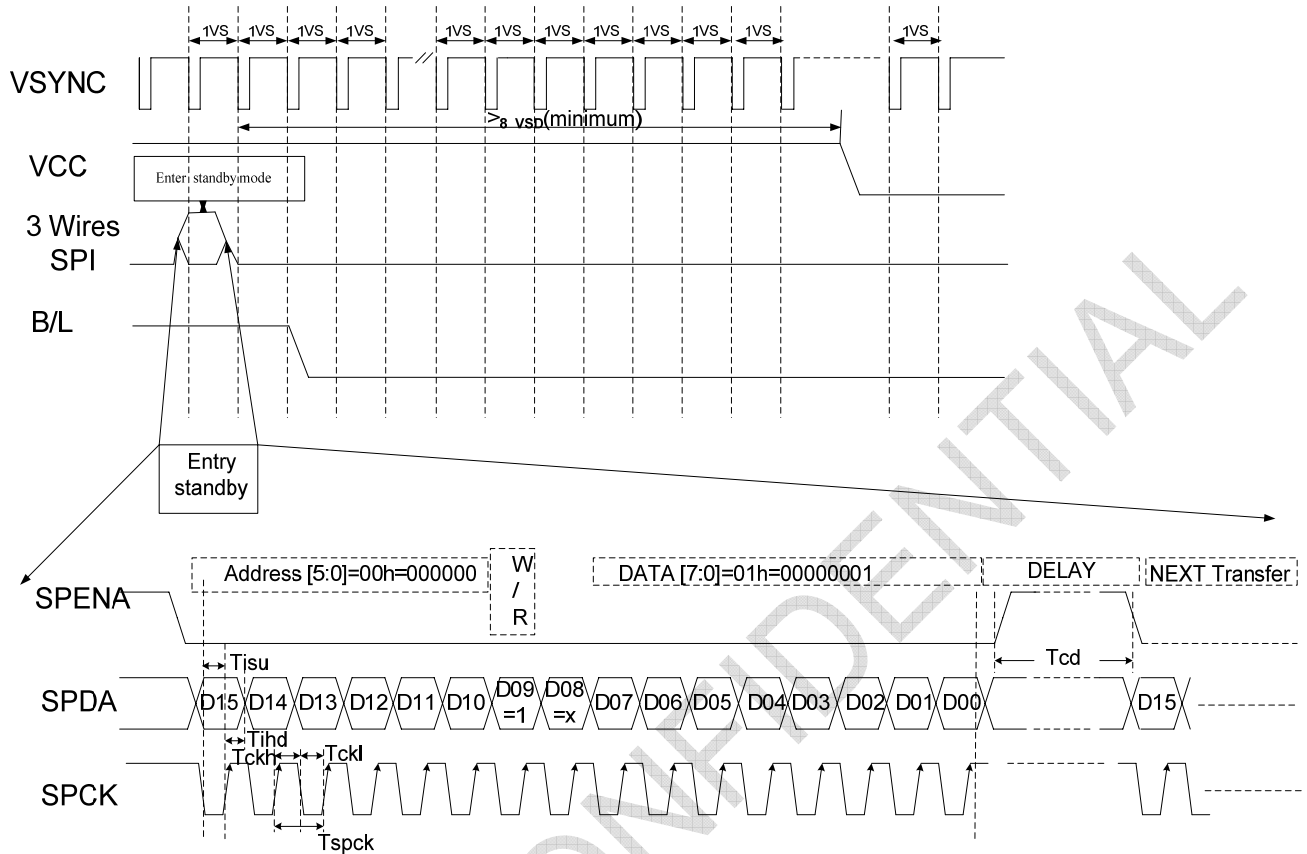 1VS 1VS 1VS 1VS 1VS 1VS 1VS 1VS 1VS 1VS 1VS 1VS
VSYNC
>8 VSD(minimum)
VCC
Enter standby mode
3 Wires
SPI
B/L
Entry
standby
Address [5:0]=00h=000000
W
/
R
DATA [7:0]=01h=00000001
DELAY
NEXT Transfer
SPENA
Tisu
Tcd
SPDA
D15 D14 D13 D12 D11 D10 D09 =1 D08 =x D07 D06 D05 D04 D03 D02 D01 D00 D15
Tihd
Tckh Tckl
SPCK
Tspck
ONFIDENTIAL